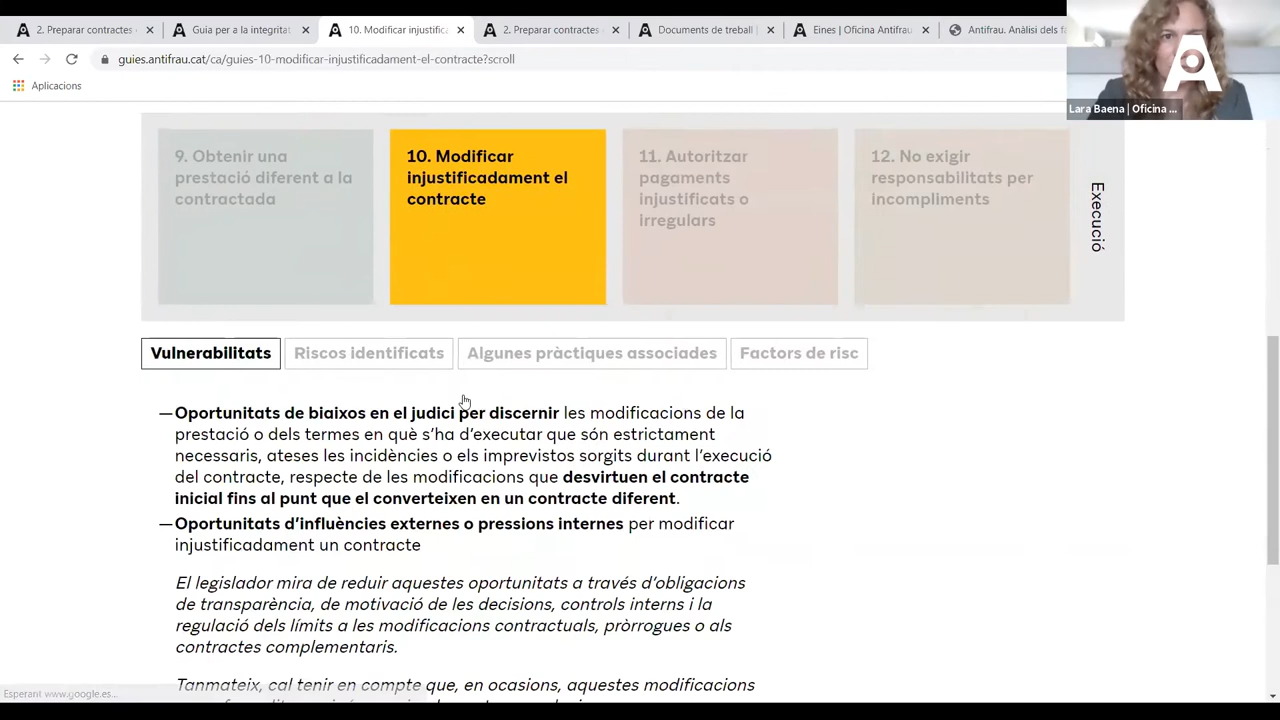 2. Preparar contractes
Guia per a la integritat
10. Modificar injustifica
2. Preparar contractes
Documents de treball
Eines | Oficina Antifrau
Antifrau. Anàlisi dels
guies.antifrau.cat/ca/guies-10-modificar-injustificadament-el-contracte?scroll
Aplicacions
Lara Baena | Oficina ...
9. Obtenir una
prestació diferent a la
contractada
10. Modificar
injustificadament el
contracte
11. Autoritzar
pagaments
injustificats o
irregulars
12. No exigir
responsabilitats per
incompliments
Execució
Vulnerabilitats
Riscos identificats
Algunes pràctiques associades
Factors de risc
—Oportunitats de biaixos en el judici per discernir les modificacions de la
prestació o dels termes en què s’ha d’executar que són estrictament
necessaris, ateses les incidències o els imprevistos sorgits durant l’execució
del contracte, respecte de les modificacions que desvirtuen el contracte
inicial fins al punt que el converteixen en un contracte diferent.
—Oportunitats d’influències externes o pressions internes per modificar
injustificadament un contracte
El legislador mira de reduir aquestes oportunitats a través d’obligacions
de transparència, de motivació de les decisions, controls interns i la
regulació dels límits a les modificacions contractuals, pròrrogues o als
contractes complementaris.
Tanmateix, cal tenir en compte que, en ocasions, aquestes modificacions
Esperant www.google.es...